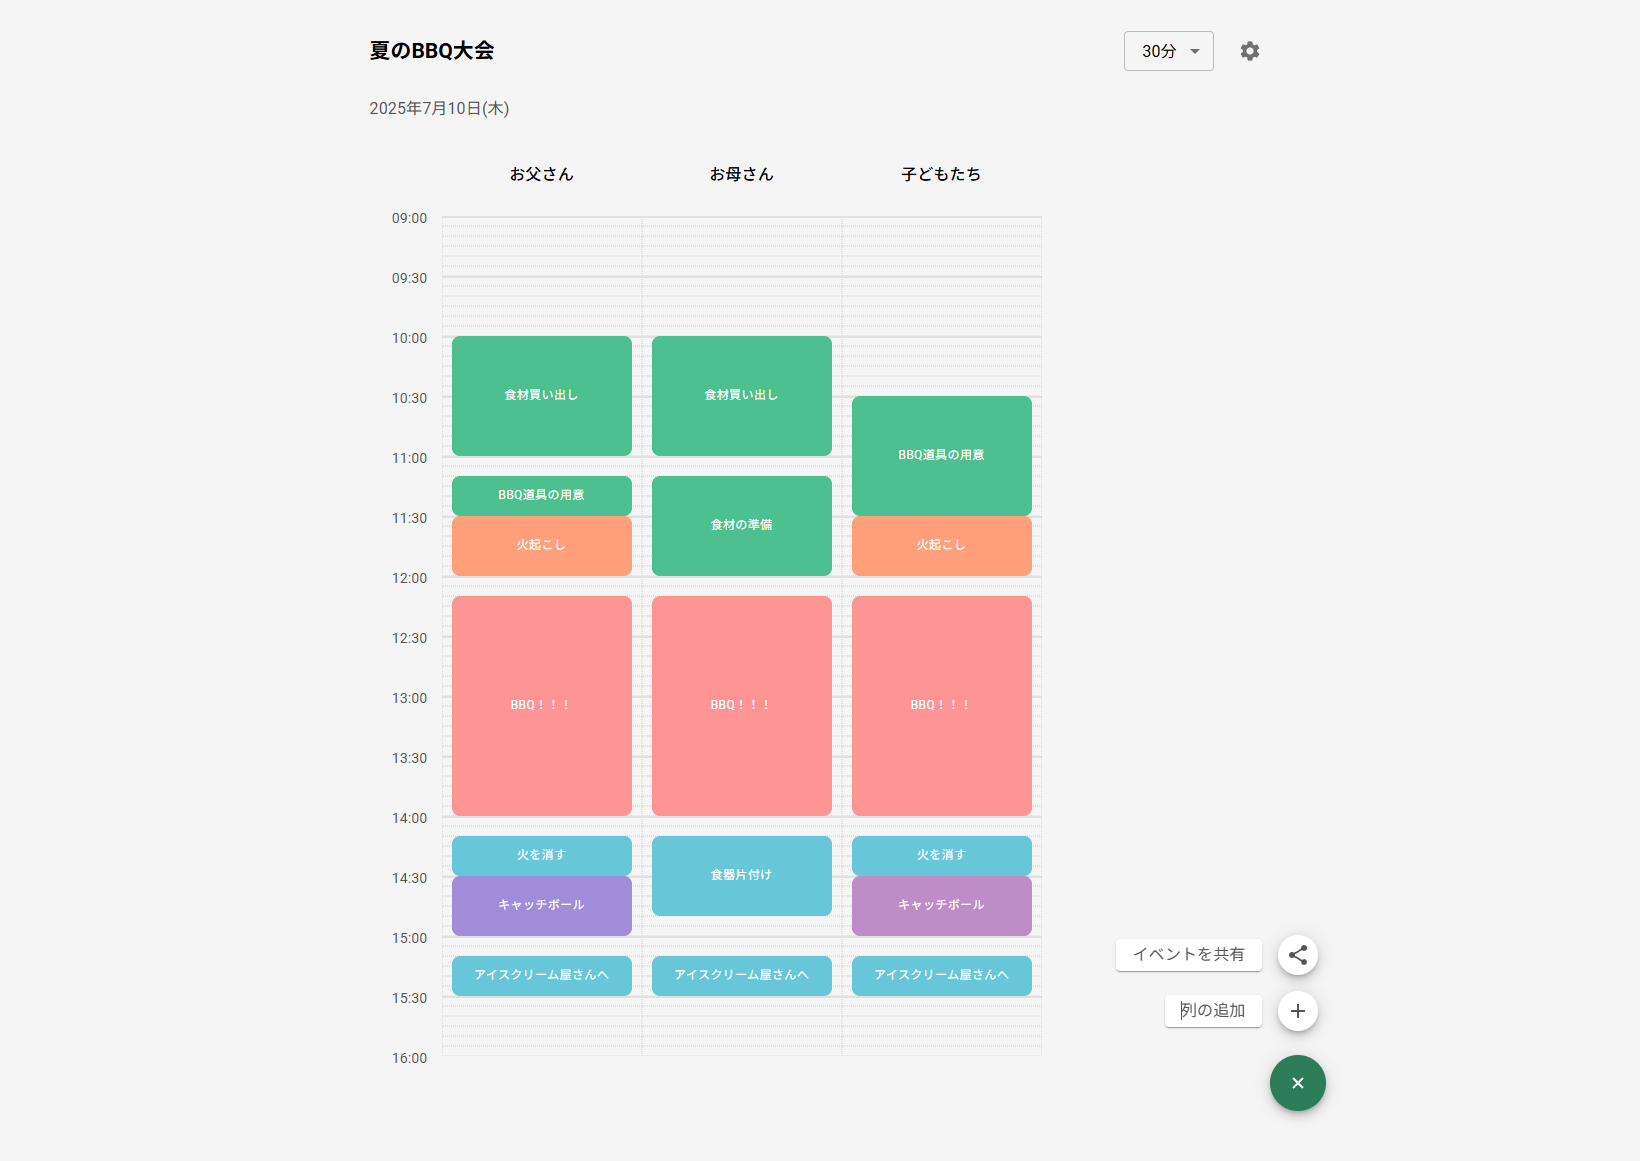 夏のBBQ大会
30分
2025年7月10日(木)
お父さん
お母さん
子どもたち
09:00
09:30
10:00
食材買い出し
食材買い出し
10:30
BBQ道具の用意
11:00
BBQ道具の用意
食材の準備
11:30
火起こし
火起こし
12:00
12:30
13:00
BBQ！！！
BBQ！！！
BBQ！！！
13:30
14:00
火を消す
火を消す
食器片付け
14:30
キャッチボール
キャッチボール
15:00
イベントを共有
アイスクリーム屋さんへ
アイスクリーム屋さんへ
アイスクリーム屋さんへ
15:30
列の追加
16:00